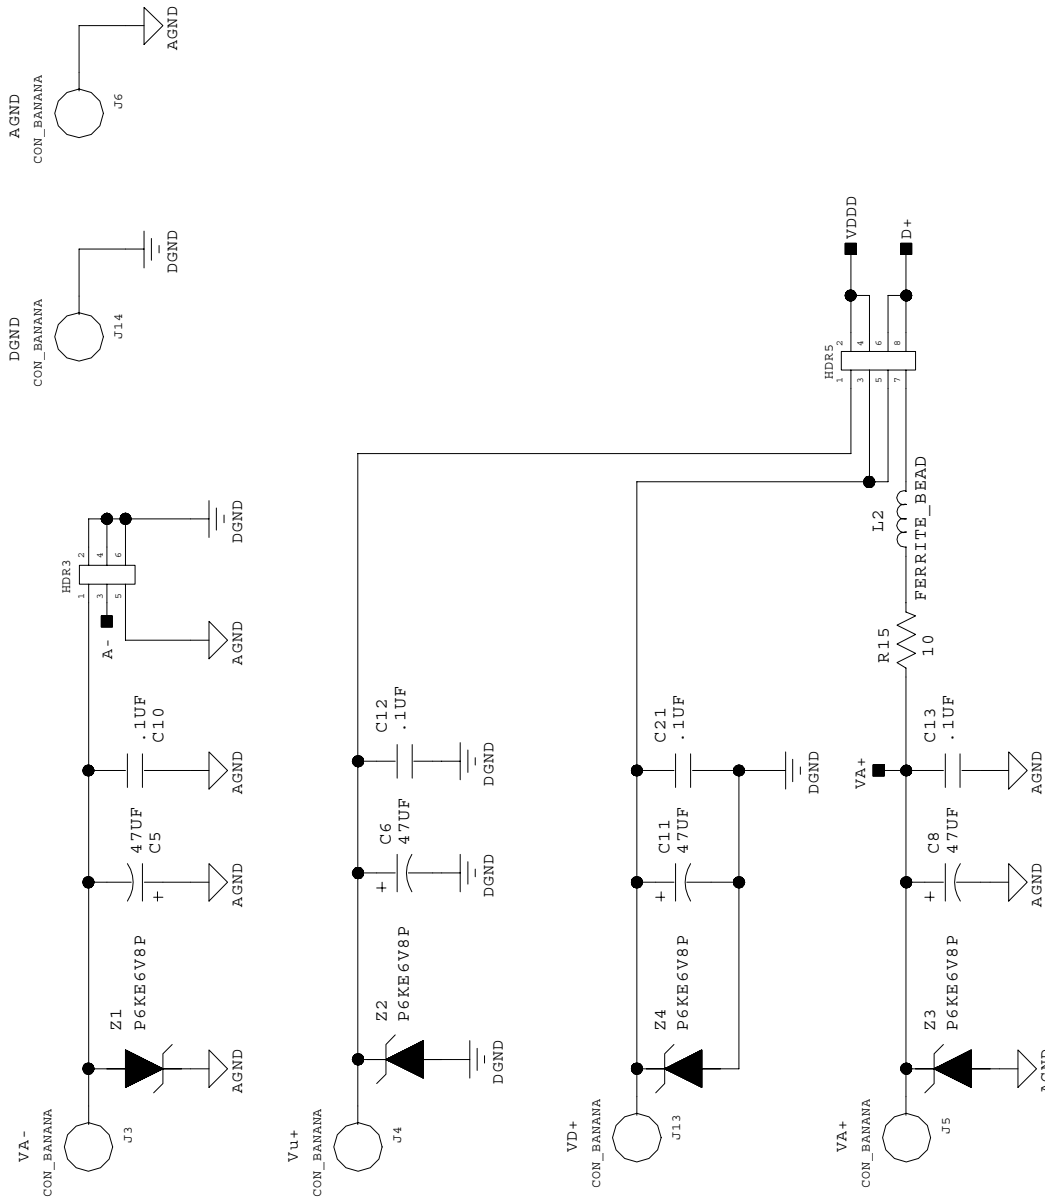 AGND
CON_BANANA
J6
AGND
DGND
CON_BANANA
J14
DGND
VA-
CON_BANANA
J3
Z1
P6KE6V8P
AGND
47UF
C5
+
AGND
.1UF
C10
AGND
A-
HDR3
1
2
3
4
5
6
AGND
DGND
Vu+
CON_BANANA
J4
Z2
P6KE6V8P
DGND
C6
47UF
+
DGND
C12
.1UF
DGND
VD+
CON_BANANA
J13
Z4
P6KE6V8P
C11
47UF
+
C21
.1UF
DGND
VA+
CON_BANANA
J5
Z3
P6KE6V8P
AGND
C8
47UF
+
AGND
VA+
C13
.1UF
AGND
R15
10
L2
FERRITE_BEAD
HDR5
1
2
3
4
5
6
7
8
VDDD
D+